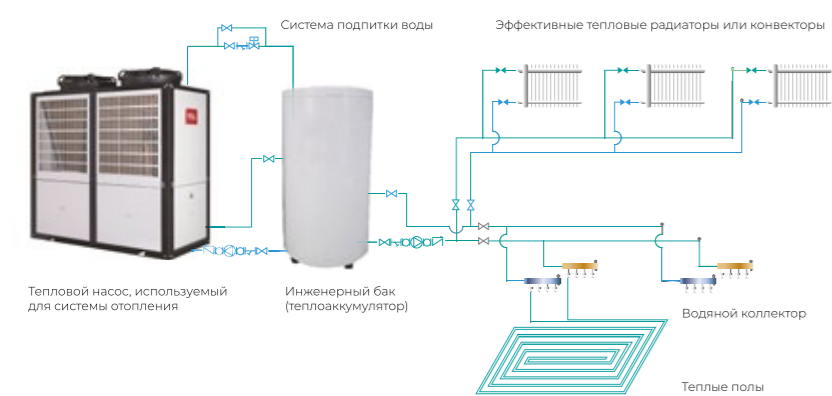 Система подпитки воды
Эффективные тепловые радиаторы или конвекторы
Тепловой насос, используемый
для системы отопления
Инженерный бак
(теплоаккумулятор)
Водяной коллектор
Теплые полы